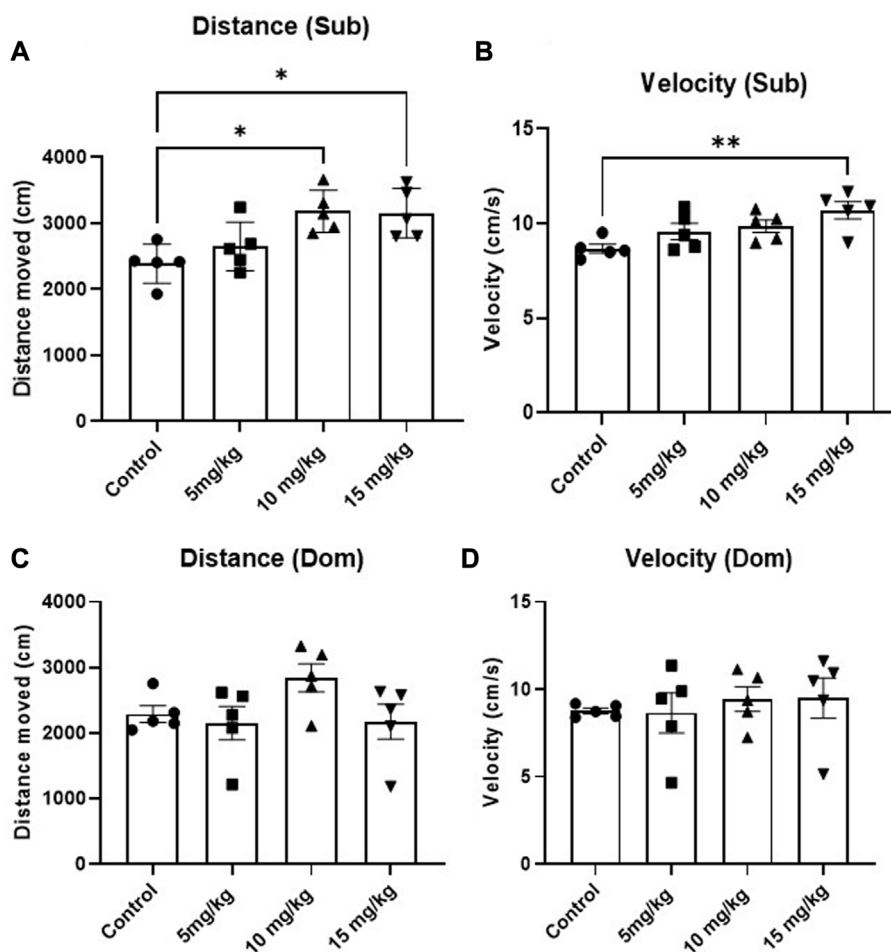 A
Distance (Sub)
*
*
Distance moved (cm)
4000
3000
2000
1000
0
Control
5mg/kg
10 mg/kg
15 mg/kg
B
Velocity (Sub)
**
Velocity (cm/s)
15
10
5
0
Control
5mg/kg
10 mg/kg
15 mg/kg
C
Distance (Dom)
Distance moved (cm)
4000
3000
2000
1000
0
Control
5mg/kg
10 mg/kg
15 mg/kg
D
Velocity (Dom)
Velocity (cm/s)
15
10
5
0
Control
5mg/kg
10 mg/kg
15 mg/kg